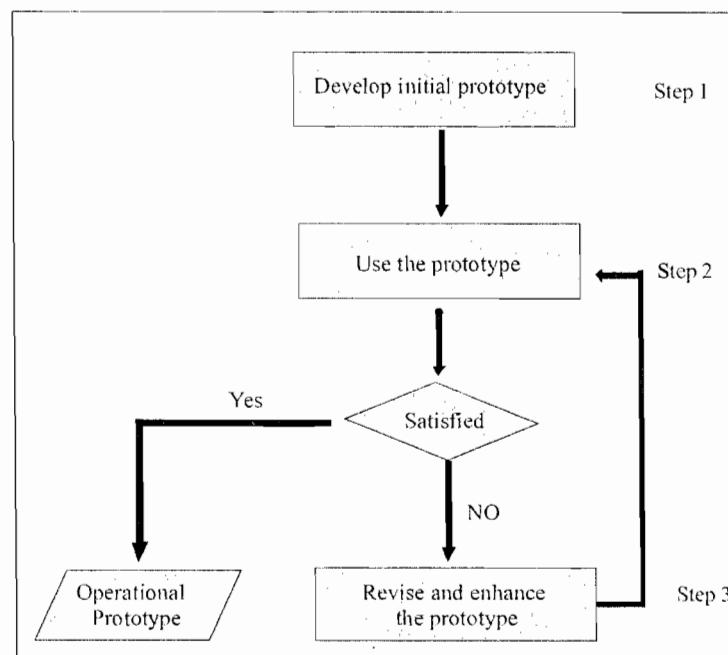 Develop initial prototype
Step 1
Use the prototype
Step 2
Yes
Satisfied
NO
Operational
Prototype
Revise and enhance
the prototype
Step 3